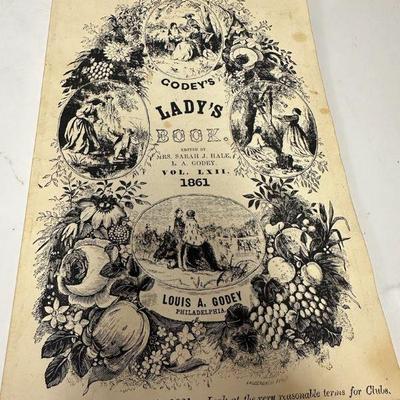 GODEY'S
LADY'S
BOOK.
EDITED BY
MRS. SARAH J. HALE,
L. A. GODEY.
VOL. LXII.
1861
LOUIS A. GODEY
PHILADELPHIA
Look at the very reasonable terms for Clubs.